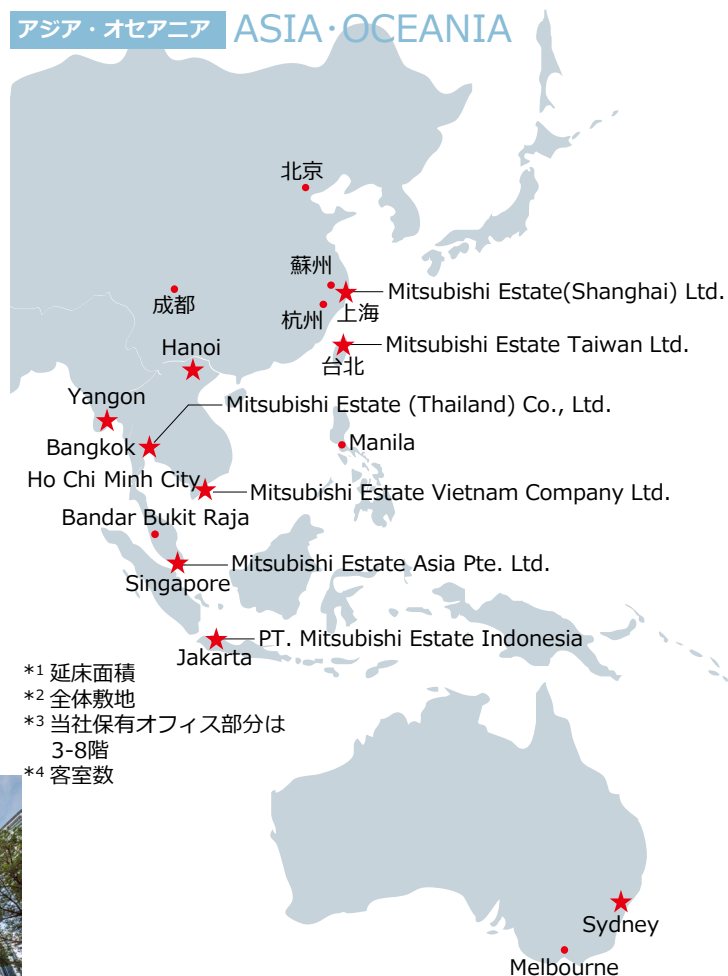 アジア・オセアニア ASIA・OCEANIA
北京
蘇州
成都
杭州
上海
Mitsubishi Estate(Shanghai) Ltd.
Hanoi
台北
Mitsubishi Estate Taiwan Ltd.
Yangon
Mitsubishi Estate (Thailand) Co., Ltd.
Bangkok
Manila
Ho Chi Minh City
Mitsubishi Estate Vietnam Company Ltd.
Bandar Bukit Raja
Singapore
Mitsubishi Estate Asia Pte. Ltd.
Jakarta
PT. Mitsubishi Estate Indonesia
*1 延床面積
*2 全体敷地
*3 当社保有オフィス部分は
3-8階
*4 客室数
Sydney
Melbourne